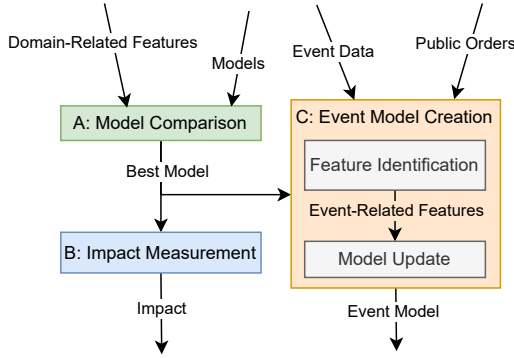 Domain-Related Features
Models
Event Data
Public Orders
A: Model Comparison
C: Event Model Creation
Feature Identification
Best Model
Event-Related Features
B: Impact Measurement
Model Update
Impact
Event Model